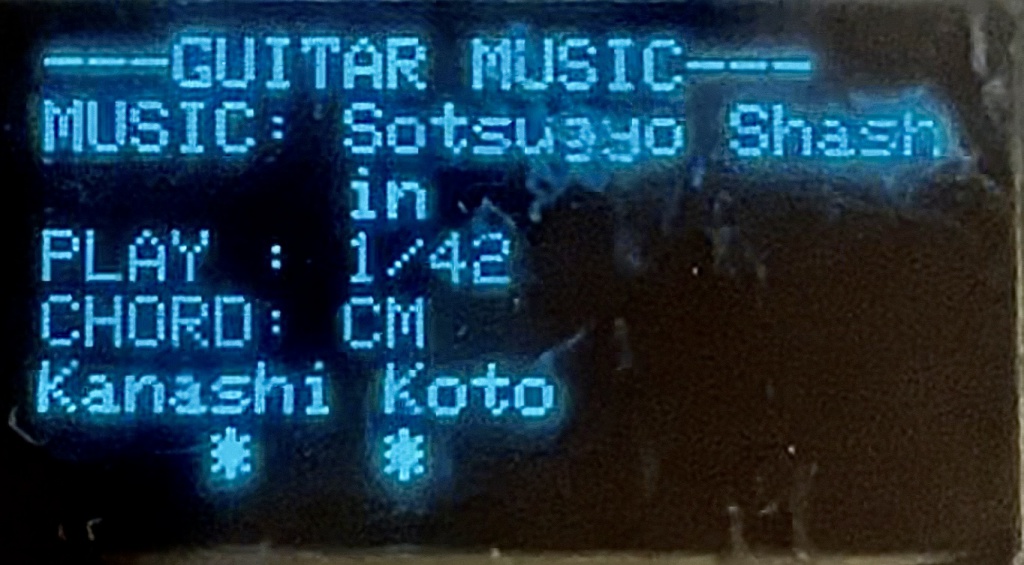 ---GUITAR MUSIC---
MUSIC: Sotsugyo Shash
in
PLAY : 1/42
CHORD: CM
Kanashi Koto
* *